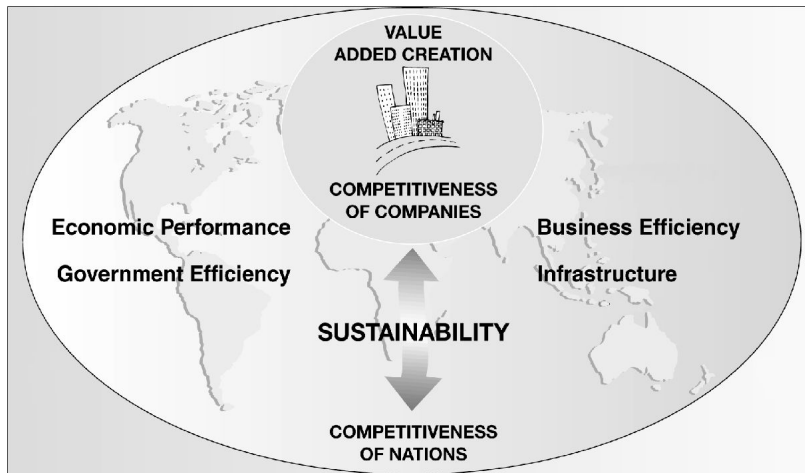 VALUE
ADDED CREATION
COMPETITIVENESS
OF COMPANIES
Economic Performance
Government Efficiency
Business Efficiency
Infrastructure
SUSTAINABILITY
COMPETITIVENESS
OF NATIONS